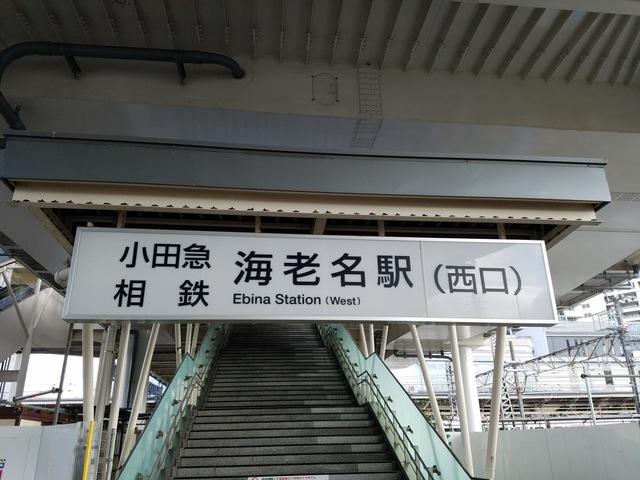 小田急
相鉄
海老名駅(西口)
Ebina Station (West)